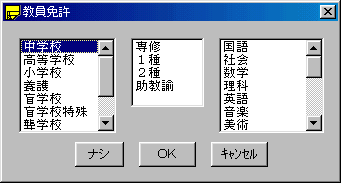 教員免許
中学校
高等学校
小学校
養護
盲学校
盲学校特殊
聾学校
専修
1種
2種
助教諭
国語
社会
数学
理科
英語
音楽
美術
ナシ
OK
キャンセル